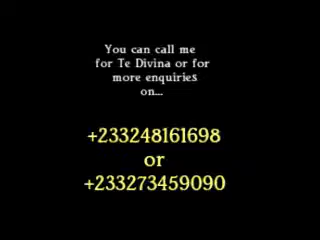 You can call me
for Te Divina or for
more enquiries
on...
+233248161698
or
+233273459090